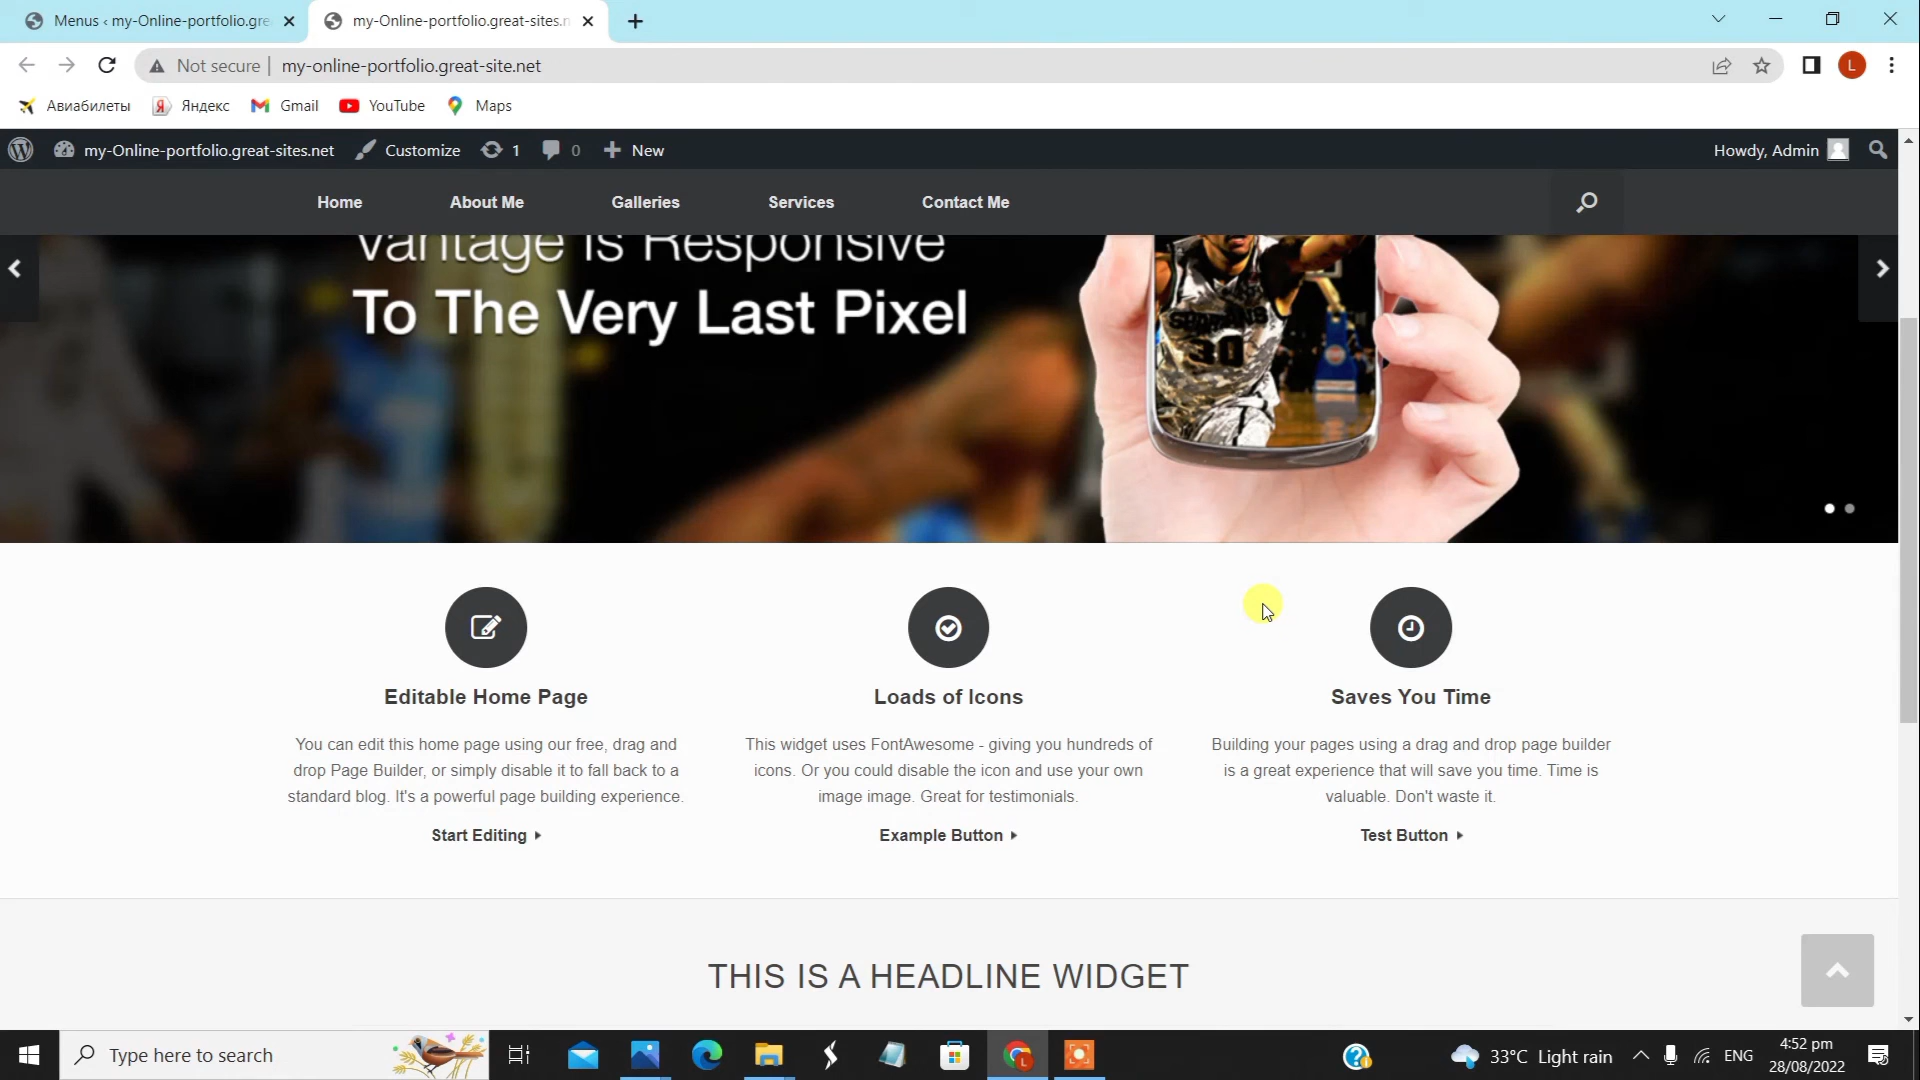 Menus ‹ my-Online-portfolio.gre
my-Online-portfolio.great-sites.n
Not secure
my-online-portfolio.great-site.net
L
Авиабилеты
Яндекс
Gmail
YouTube
Maps
my-Online-portfolio.great-sites.net
Customize
1
0
New
Howdy, Admin
Home
About Me
Galleries
Services
Contact Me
Vantage Is Responsive
To The Very Last Pixel
SPARTANS
30
Editable Home Page
Loads of Icons
Saves You Time
You can edit this home page using our free, drag and
drop Page Builder, or simply disable it to fall back to a
standard blog. It's a powerful page building experience.
This widget uses FontAwesome - giving you hundreds of
icons. Or you could disable the icon and use your own
image image. Great for testimonials.
Building your pages using a drag and drop page builder
is a great experience that will save you time. Time is
valuable. Don't waste it.
Start Editing
Example Button
Test Button
THIS IS A HEADLINE WIDGET
Type here to search
33°C Light rain
ENG
4:52 pm
28/08/2022